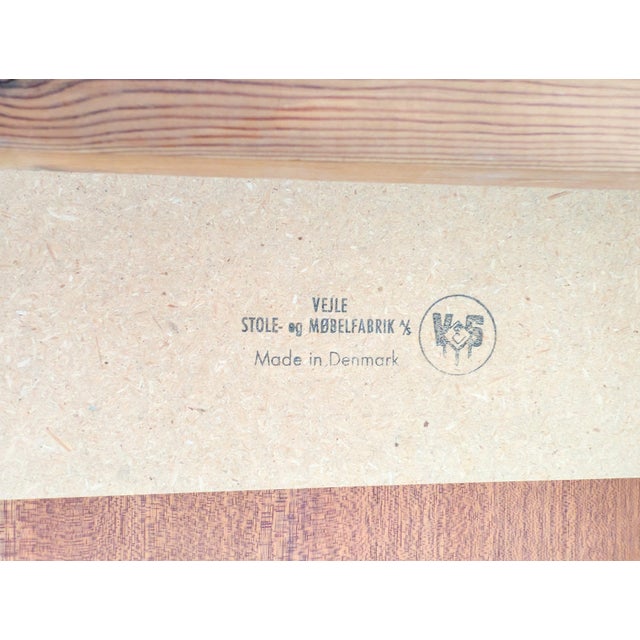 VEJLE
STOLE- og MØBELFABRIK A/S
Made in Denmark
V S